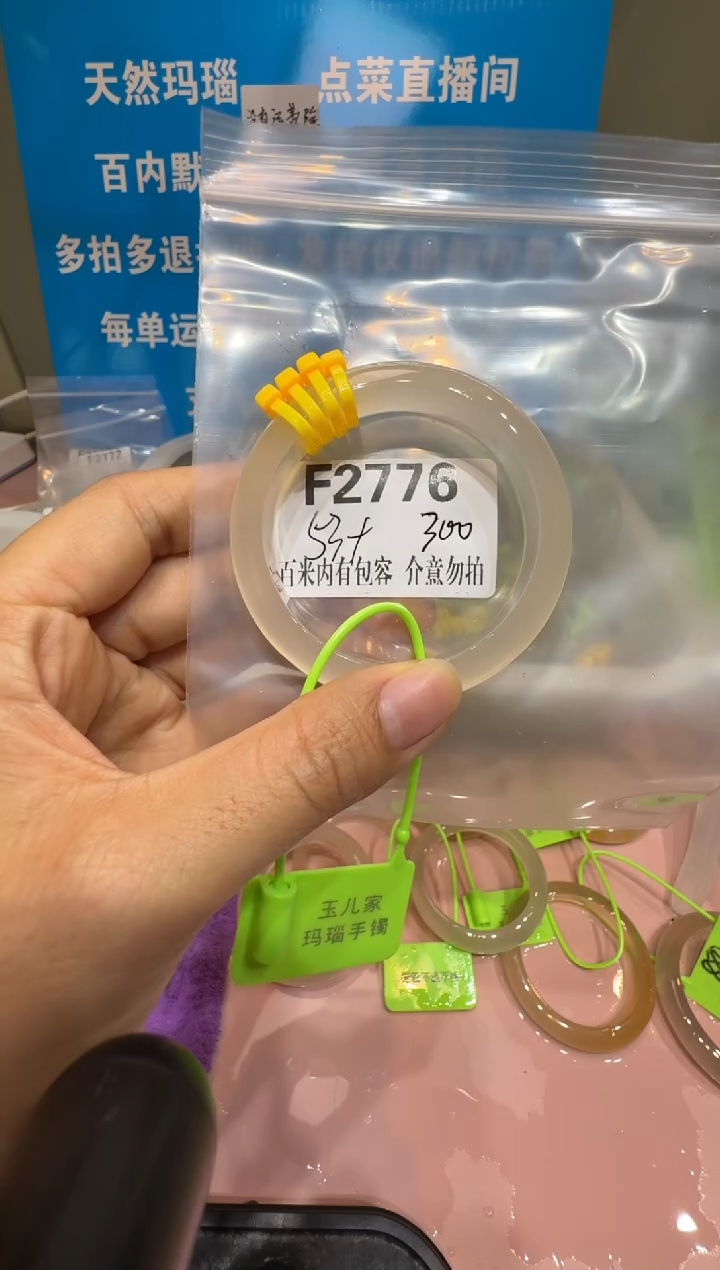 天然玛瑙 点菜直播间
百内默
多拍多退
每单运
F2776
53+ 300
百米内有包容 介意勿拍
F2777
玉儿家
玛瑙手镯